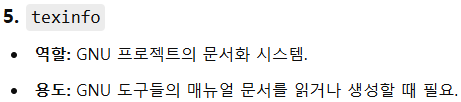 5. texinfo
• 역할: GNU 프로젝트의 문서화 시스템.
• 용도: GNU 도구들의 매뉴얼 문서를 읽거나 생성할 때 필요.